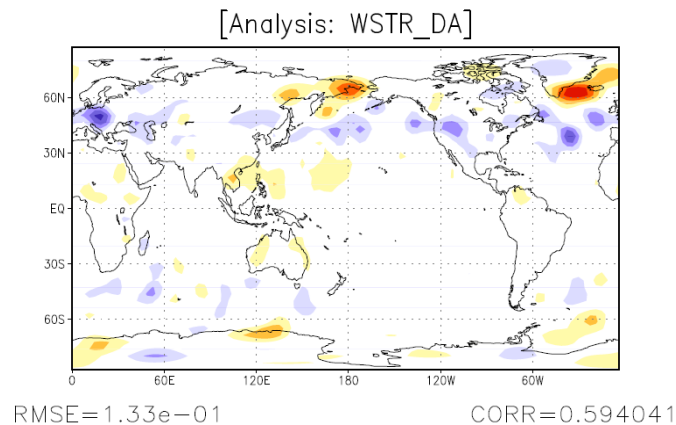 [Analysis: WSTR_DA]
60N
30N
EQ
30S
60S
0 60E 120E 180 120W 60W
RMSE=1.33e-01 CORR=0.594041